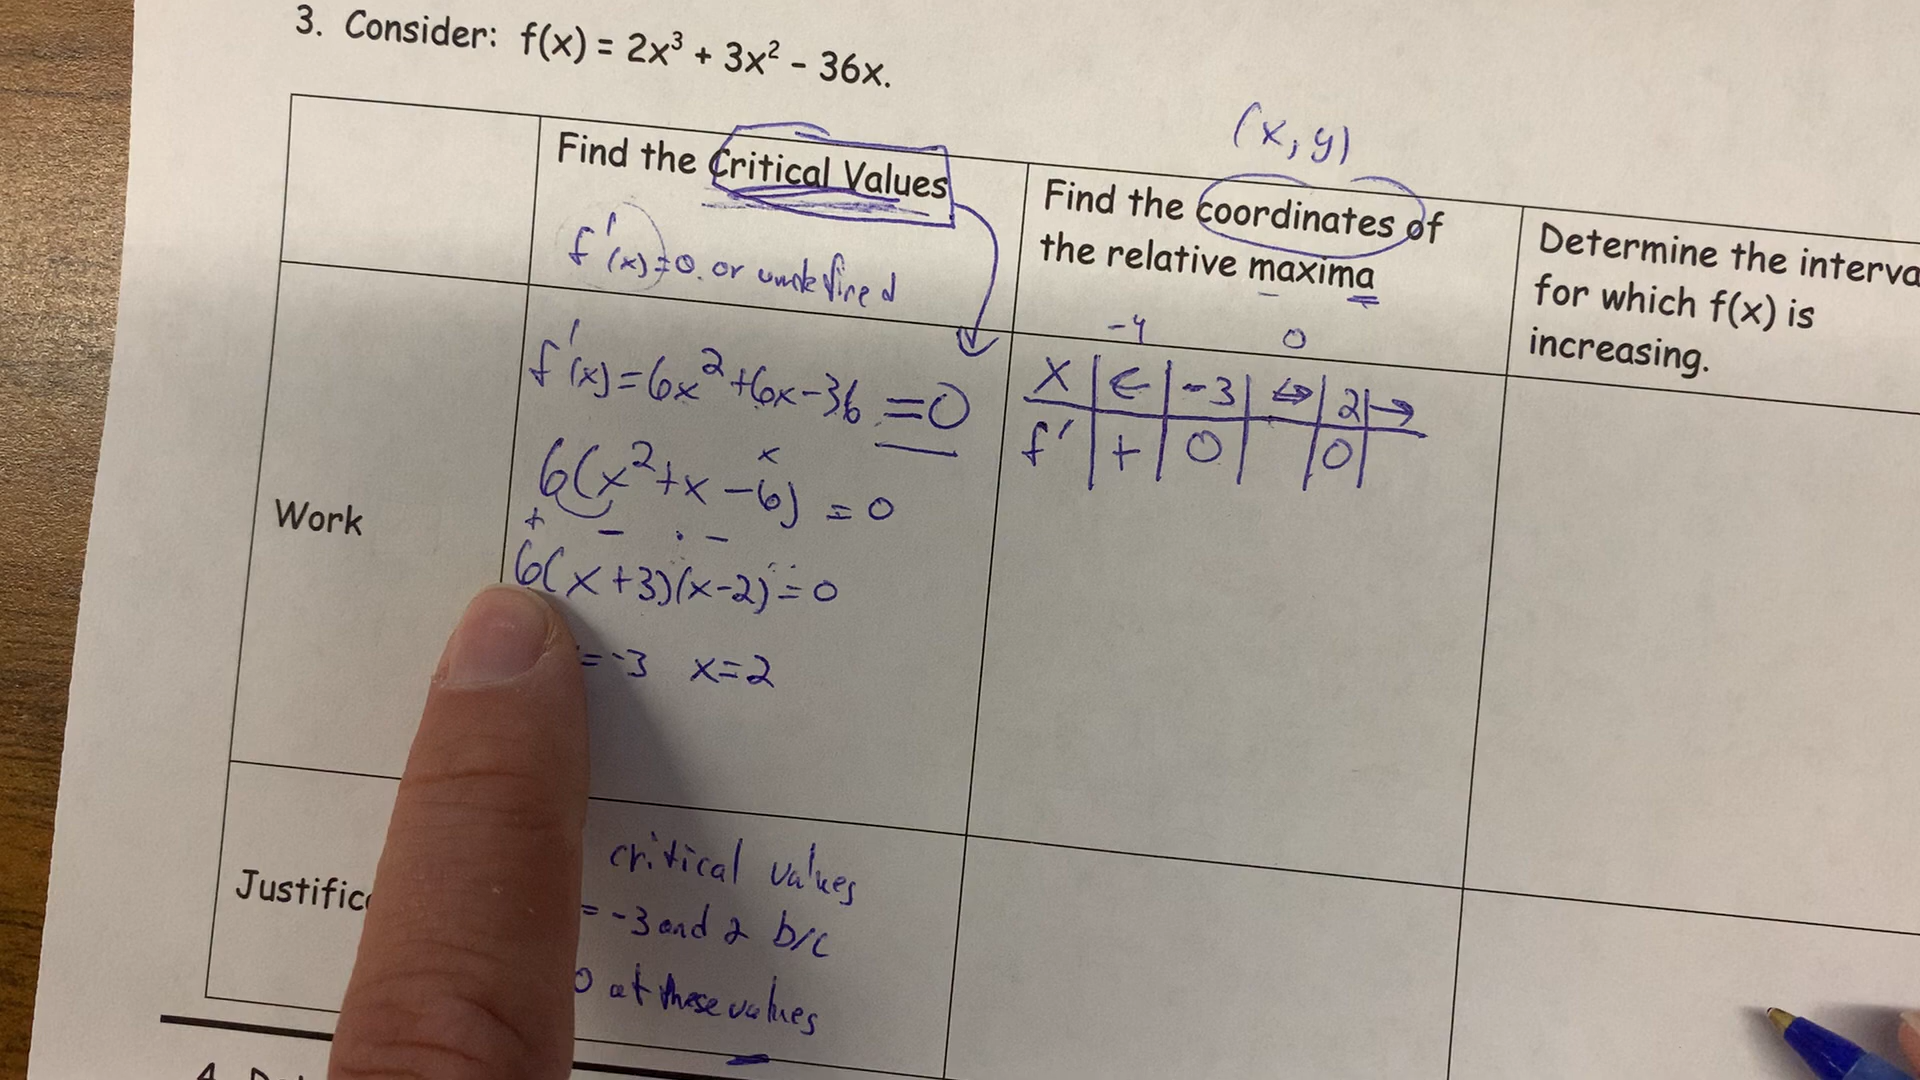 3. Consider: f(x) = 2x³ + 3x² - 36x.
(x, y)
Find the Critical Values
f'(x)=0. or undefined
Find the coordinates of
the relative maxima
Determine the interva
for which f(x) is
increasing.
Work
f'(x)=6x²+6x-36 =0
x
6(x²+x-6) = 0
+ - · -
6(x+3)(x-2)=0
=-3 x=2
-4 0
X | ← | -3 | ↔ | 2 | →
f' | + | 0 | | 0 |
Justific
critical values
= -3 and 2 b/c
0 at these values
4.